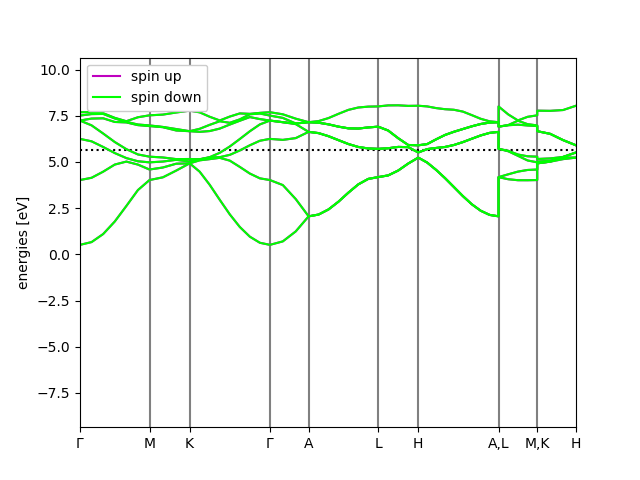 spin up
spin down
energies [eV]
10.0
7.5
5.0
2.5
0.0
−2.5
−5.0
−7.5
Γ M K Γ A L H A,L M,K H